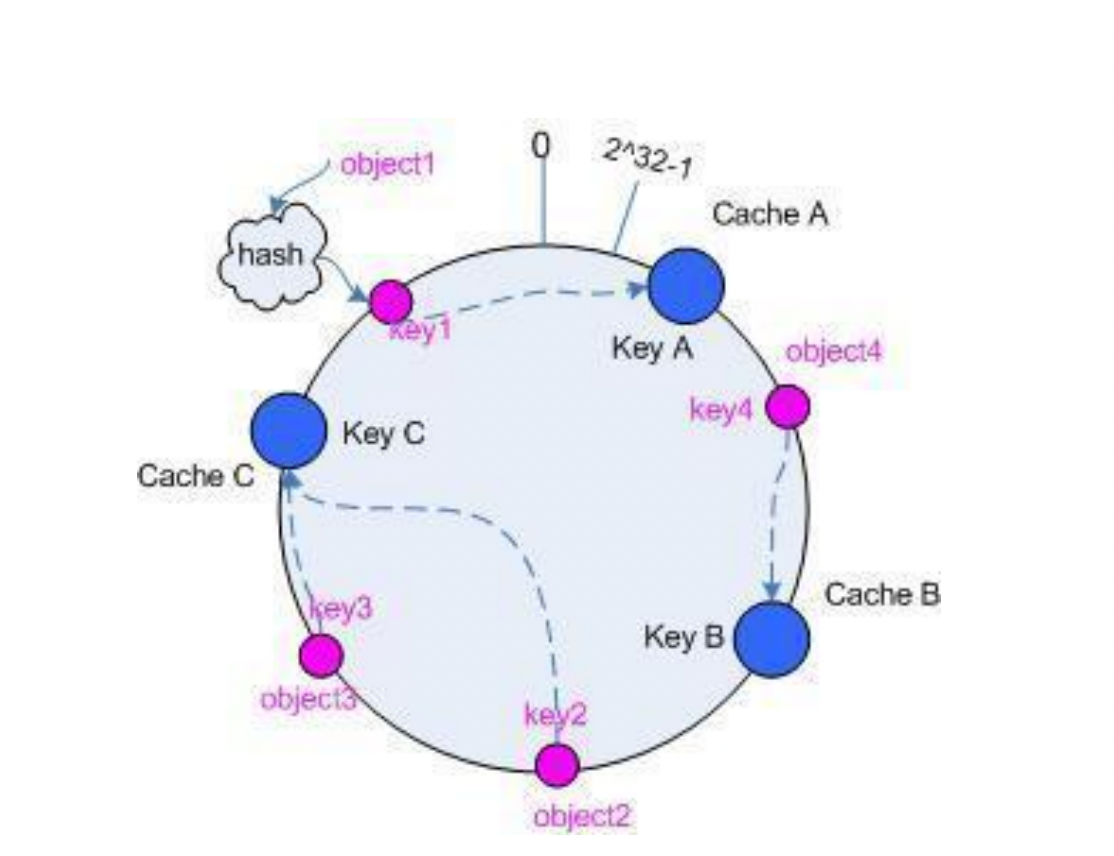 0
2^32-1
object1
Cache A
hash
key1
Key A
object4
key4
Key C
Cache C
Cache B
key3
Key B
object3
key2
object2